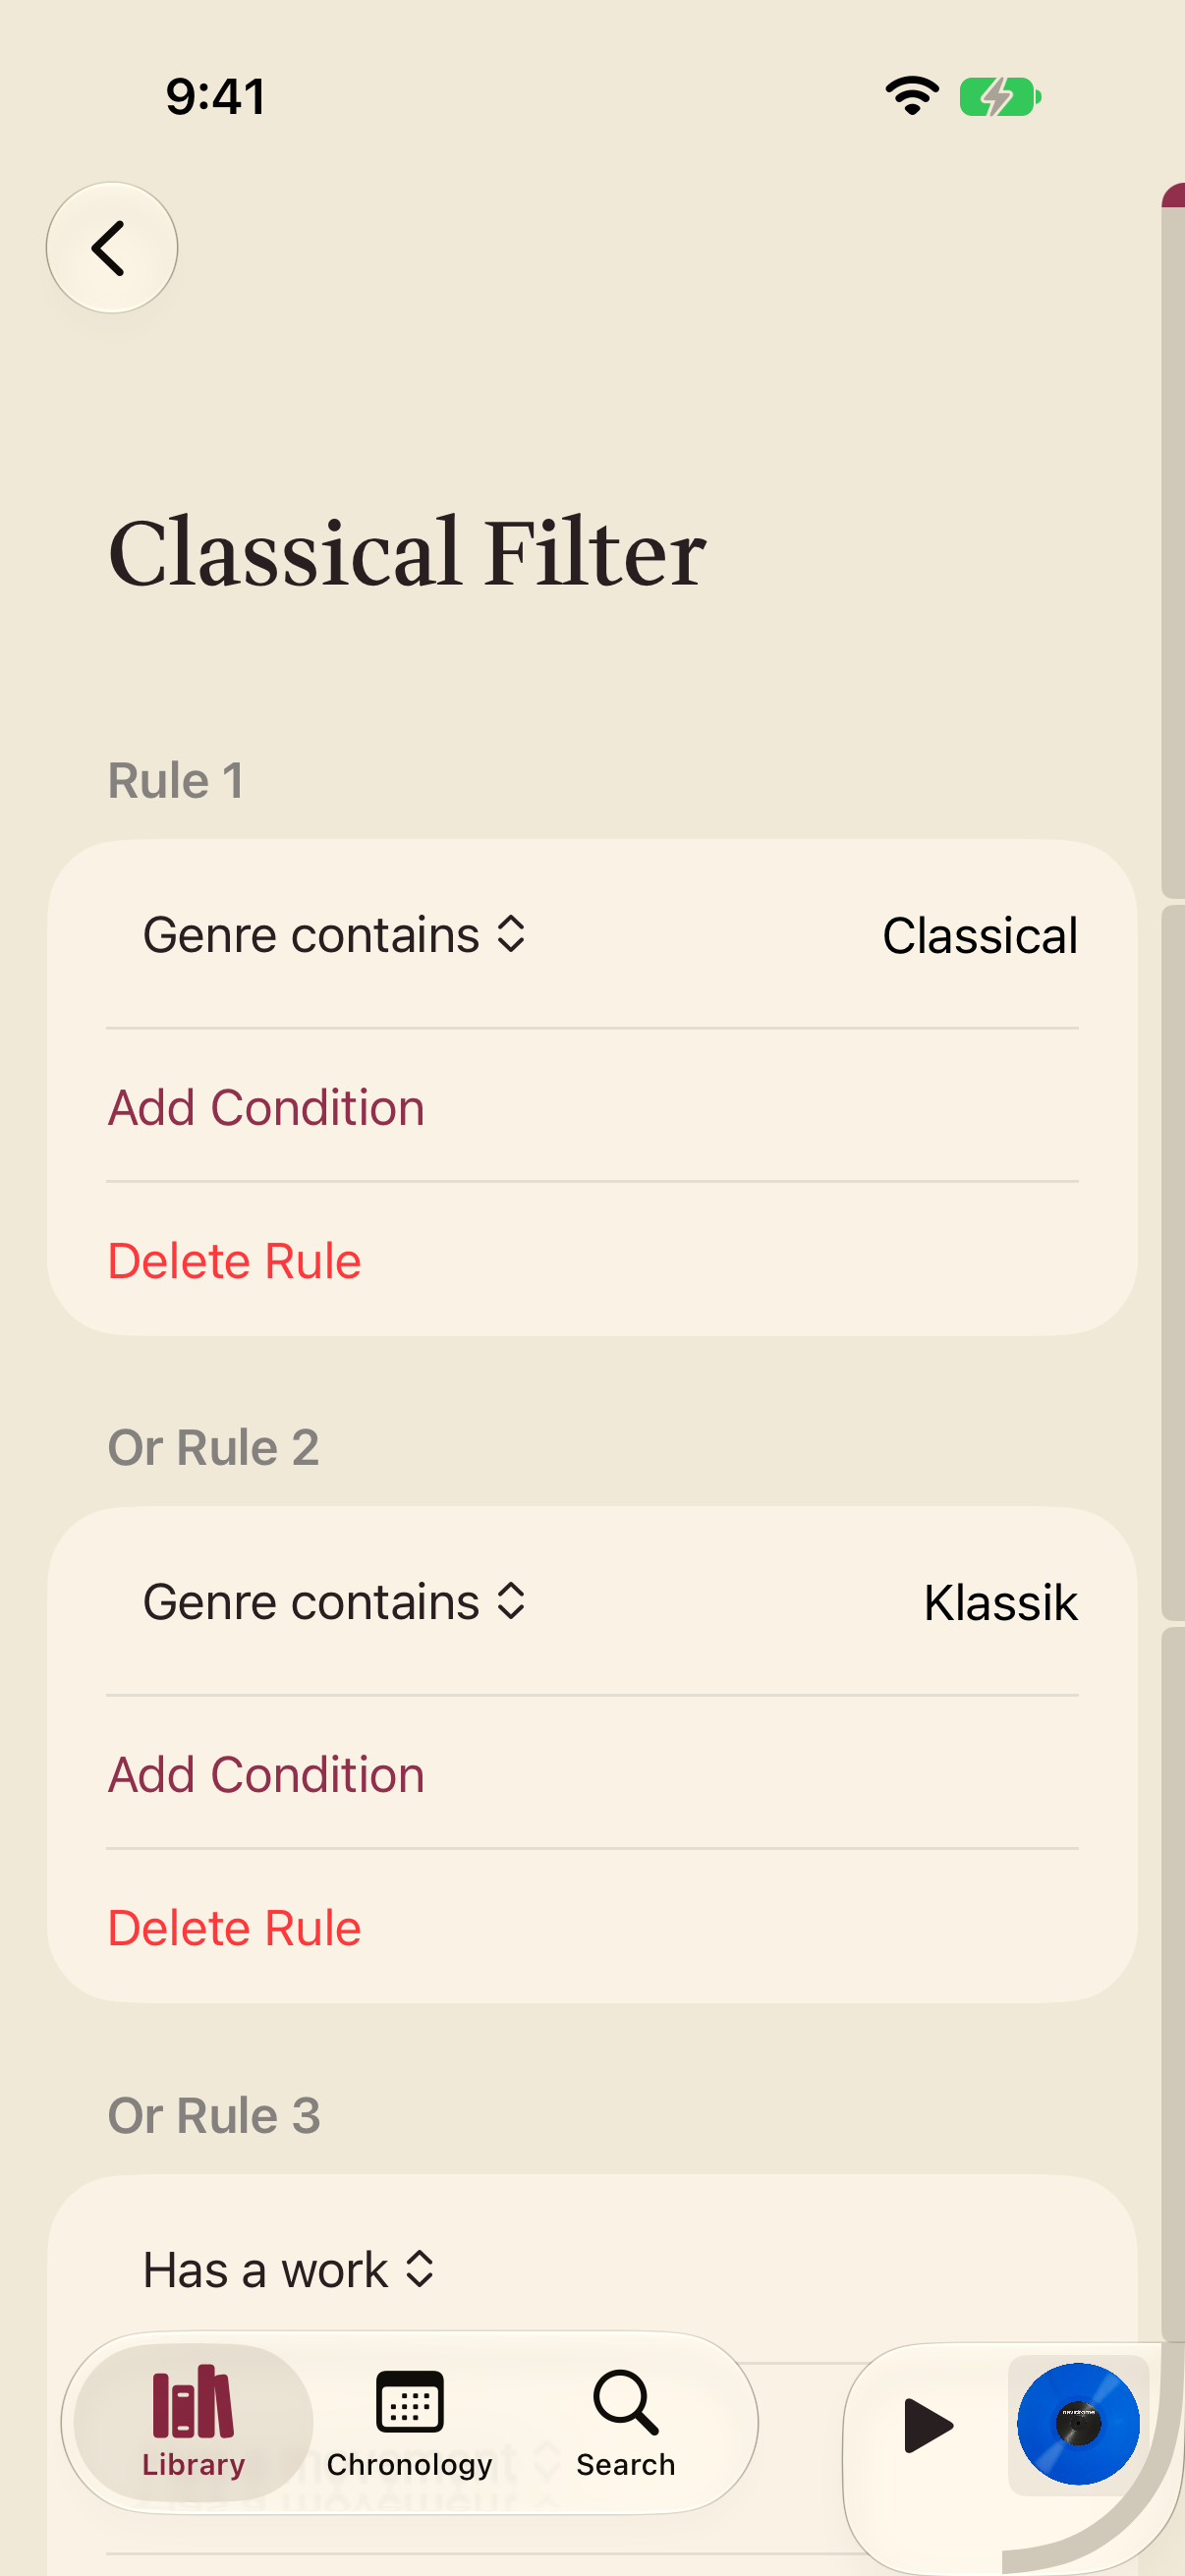 9:41
Classical Filter
Rule 1
Genre contains Classical
Add Condition
Delete Rule
Or Rule 2
Genre contains Klassik
Add Condition
Delete Rule
Or Rule 3
Has a work
movement
Library Chronology Search